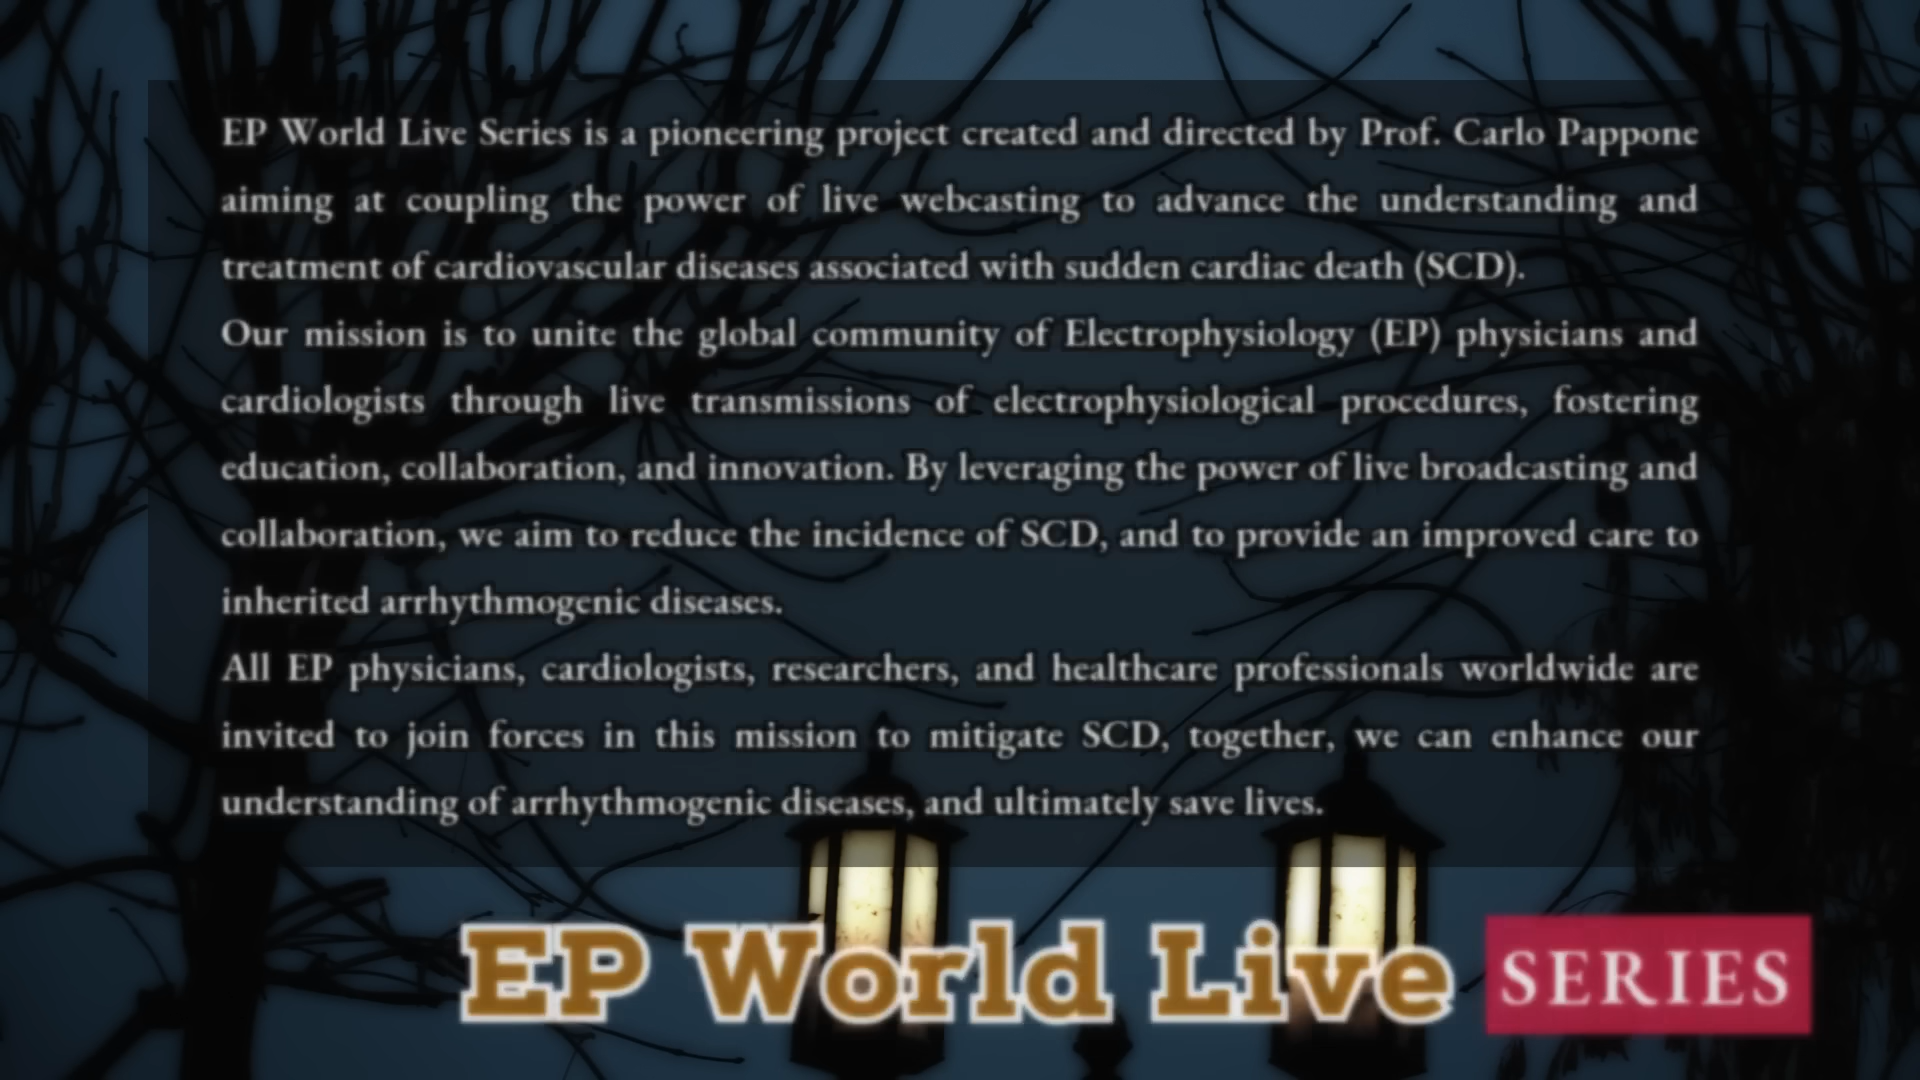 EP World Live Series is a pioneering project created and directed by Prof. Carlo Pappone
aiming at coupling the power of live webcasting to advance the understanding and
treatment of cardiovascular diseases associated with sudden cardiac death (SCD).
Our mission is to unite the global community of Electrophysiology (EP) physicians and
cardiologists through live transmissions of electrophysiological procedures, fostering
education, collaboration, and innovation. By leveraging the power of live broadcasting and
collaboration, we aim to reduce the incidence of SCD, and to provide an improved care to
inherited arrhythmogenic diseases.
All EP physicians, cardiologists, researchers, and healthcare professionals worldwide are
invited to join forces in this mission to mitigate SCD, together, we can enhance our
understanding of arrhythmogenic diseases, and ultimately save lives.
EP World Live SERIES